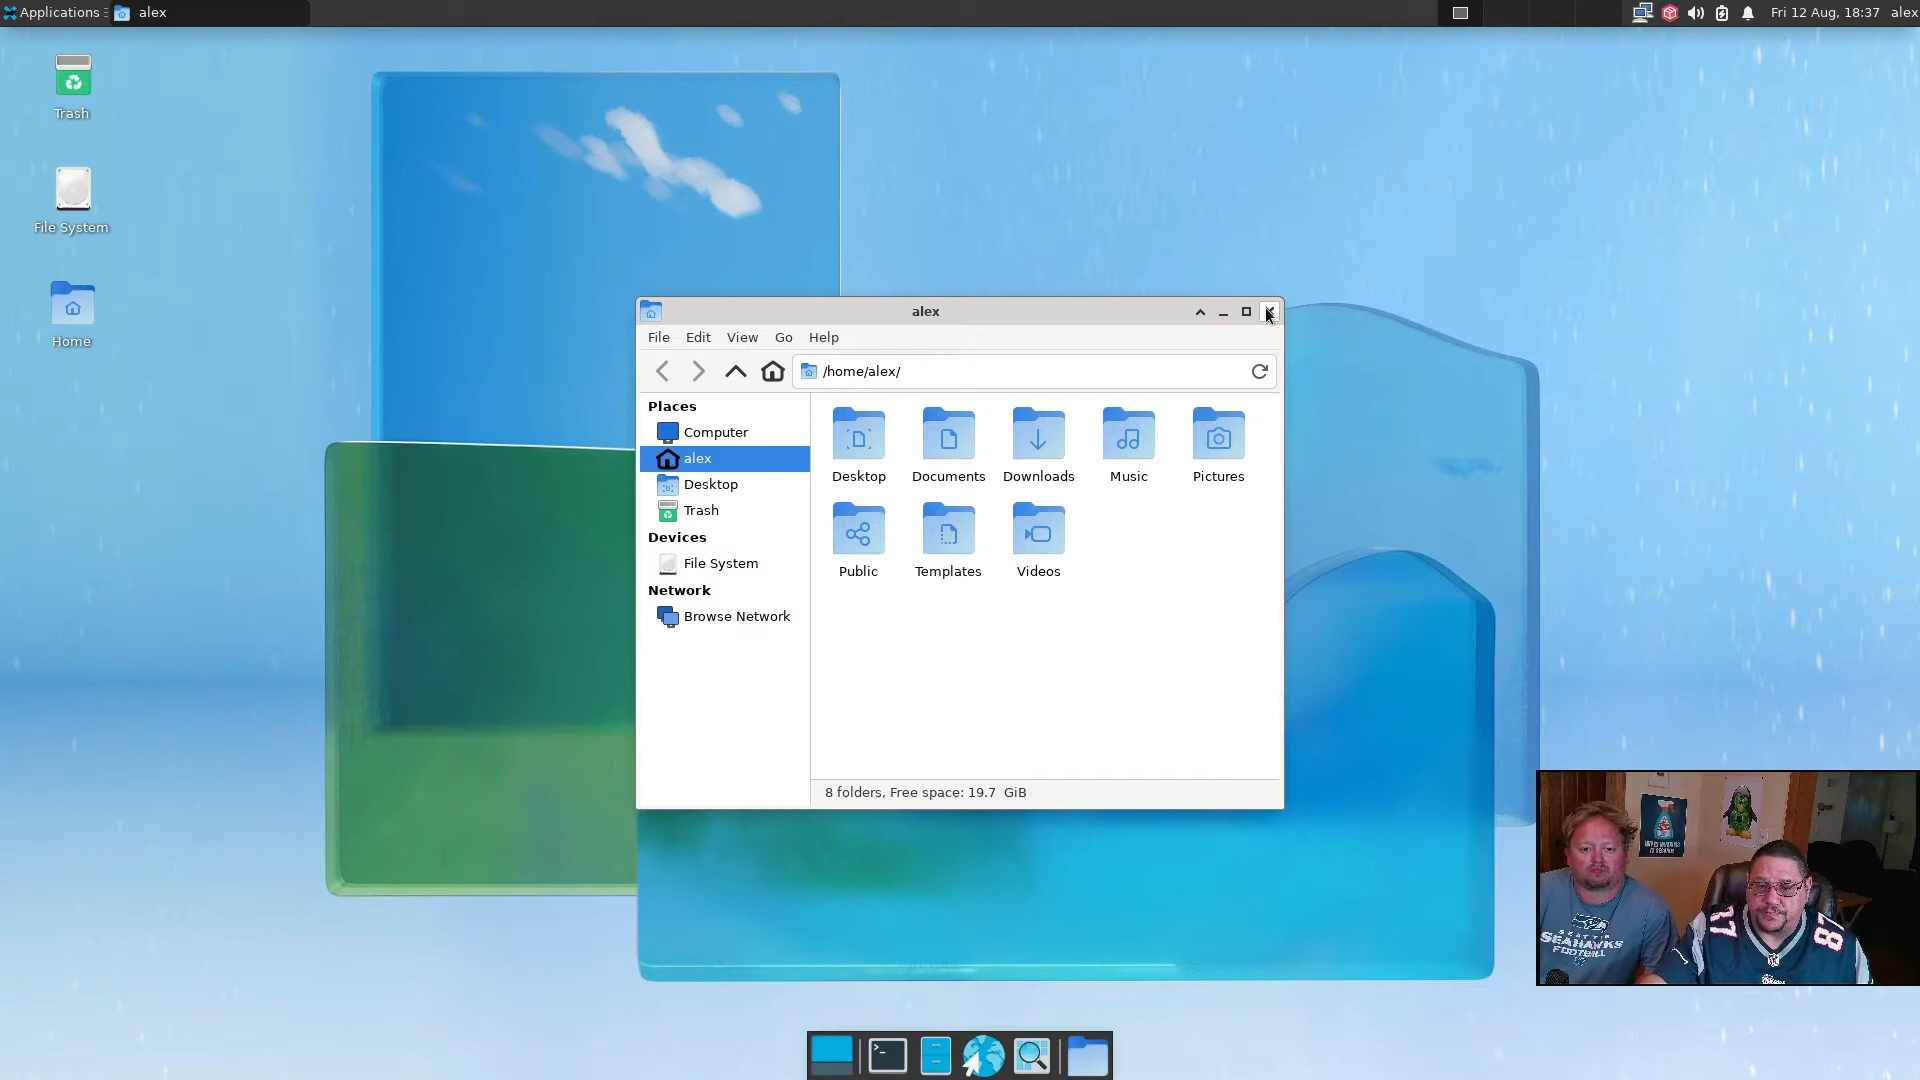 Applications
alex
Fri 12 Aug, 18:37
alex
Trash
File System
Home
alex
File Edit View Go Help
/home/alex/
Places
Computer
alex
Desktop
Trash
Devices
File System
Network
Browse Network
Desktop Documents Downloads Music Pictures
Public Templates Videos
8 folders, Free space: 19.7 GiB
SEATTLE
SEAHAWKS
FOOTBALL
87